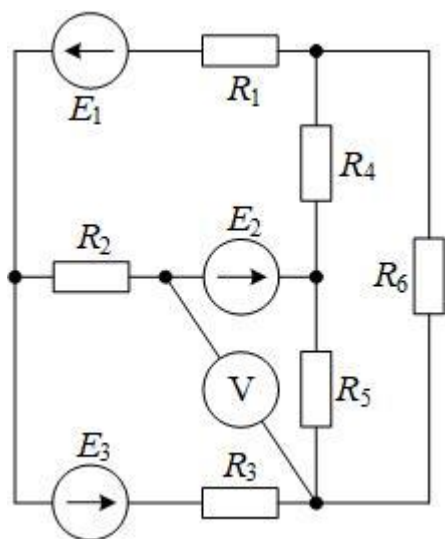 E₁
R₁
R₄
R₂
E₂
R₆
V
R₅
E₃
R₃